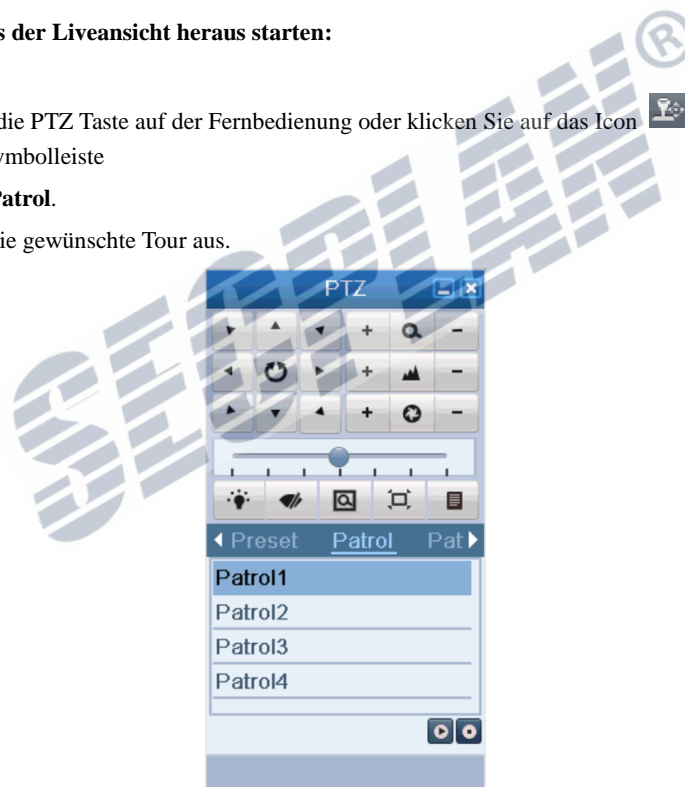 s der Liveansicht heraus starten:
die PTZ Taste auf der Fernbedienung oder klicken Sie auf das Icon
ymbolleiste
Patrol.
ie gewünschte Tour aus.
SECPLAN®
PTZ
Preset Patrol Pat
Patrol1
Patrol2
Patrol3
Patrol4